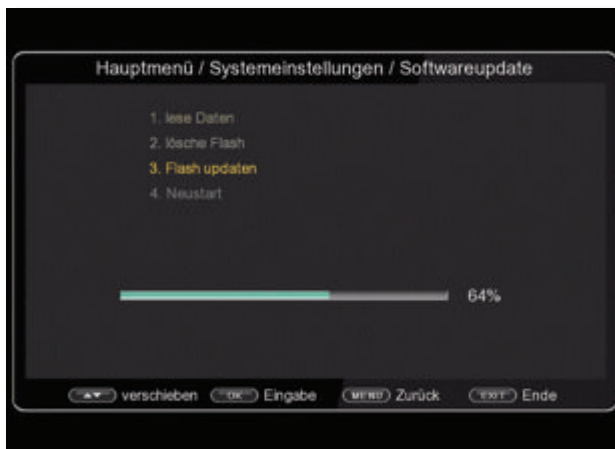 Hauptmenü / Systemeinstellungen / Softwareupdate
1. lese Daten
2. lösche Flash
3. Flash updaten
4. Neustart
64%
verschieben OK Eingabe MENU Zurück EXIT Ende